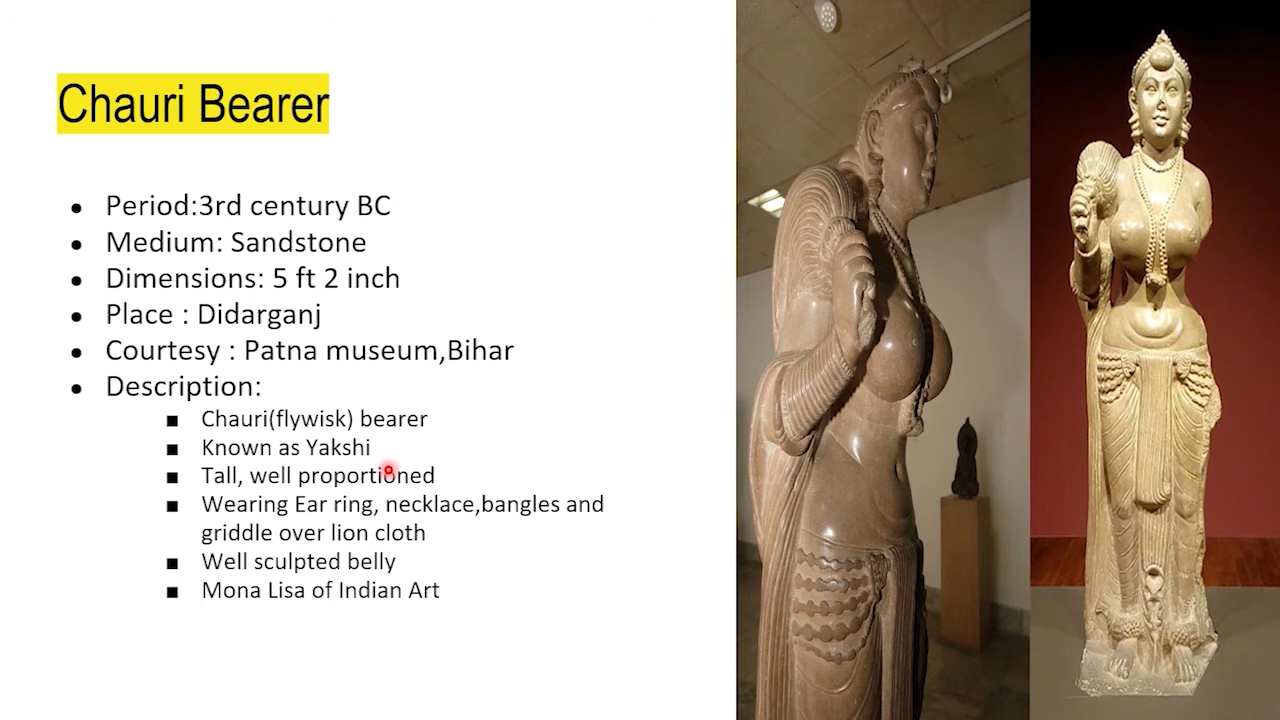 Chauri Bearer
● Period:3rd century BC
● Medium: Sandstone
● Dimensions: 5 ft 2 inch
● Place : Didarganj
● Courtesy : Patna museum,Bihar
● Description:
■ Chauri(flywisk) bearer
■ Known as Yakshi
■ Tall, well proportioned
■ Wearing Ear ring, necklace,bangles and
griddle over lion cloth
■ Well sculpted belly
■ Mona Lisa of Indian Art